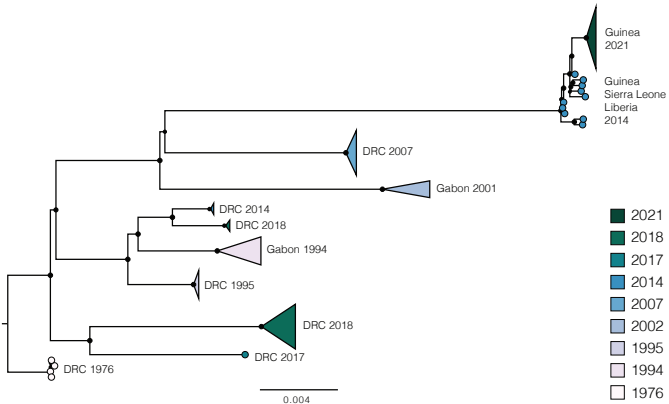 Guinea
2021
Guinea
Sierra Leone
Liberia
2014
DRC 2007
Gabon 2001
DRC 2014
DRC 2018
Gabon 1994
DRC 1995
DRC 2018
DRC 2017
DRC 1976
0.004
2021
2018
2017
2014
2007
2002
1995
1994
1976